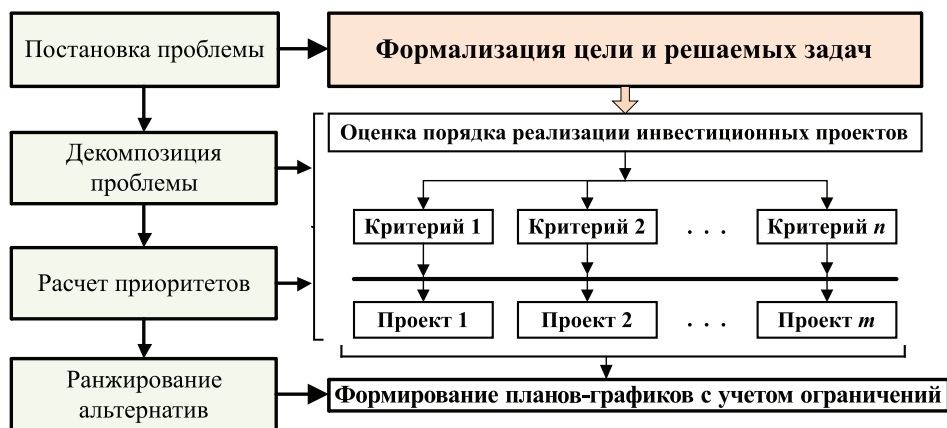 Постановка проблемы
Формализация цели и решаемых задач
Декомпозиция
проблемы
Оценка порядка реализации инвестиционных проектов
Критерий 1
Критерий 2
. . .
Критерий n
Расчет приоритетов
Проект 1
Проект 2
. . .
Проект m
Ранжирование
альтернатив
Формирование планов-графиков с учетом ограничений